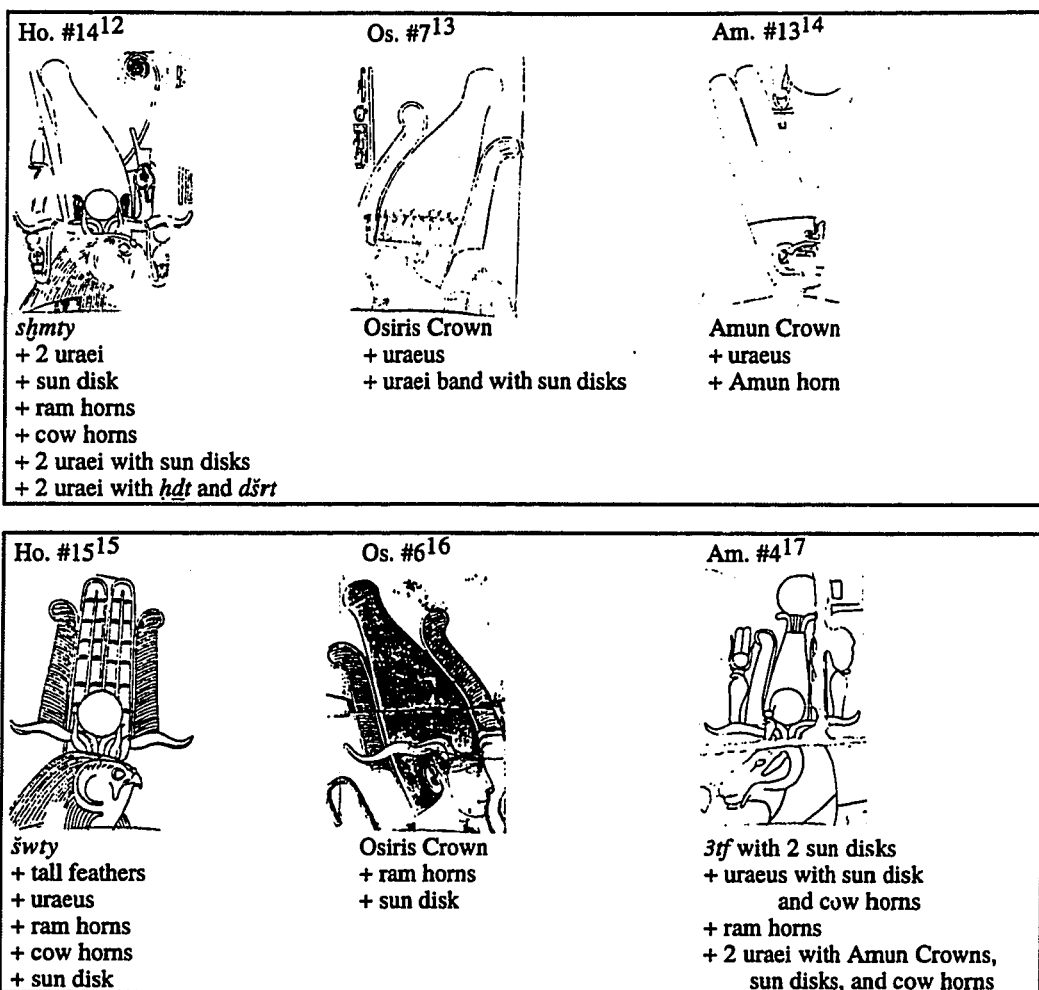 Ho. #14¹²
Os. #7¹³
Am. #13¹⁴
sḫmty
+ 2 uraei
+ sun disk
+ ram horns
+ cow horns
+ 2 uraei with sun disks
+ 2 uraei with ḥḏt and dšrt
Osiris Crown
+ uraeus
+ uraei band with sun disks
Amun Crown
+ uraeus
+ Amun horn
Ho. #15¹⁵
Os. #6¹⁶
Am. #4¹⁷
šwty
+ tall feathers
+ uraeus
+ ram horns
+ cow horns
+ sun disk
Osiris Crown
+ ram horns
+ sun disk
3tf with 2 sun disks
+ uraeus with sun disk
and cow horns
+ ram horns
+ 2 uraei with Amun Crowns,
sun disks, and cow horns